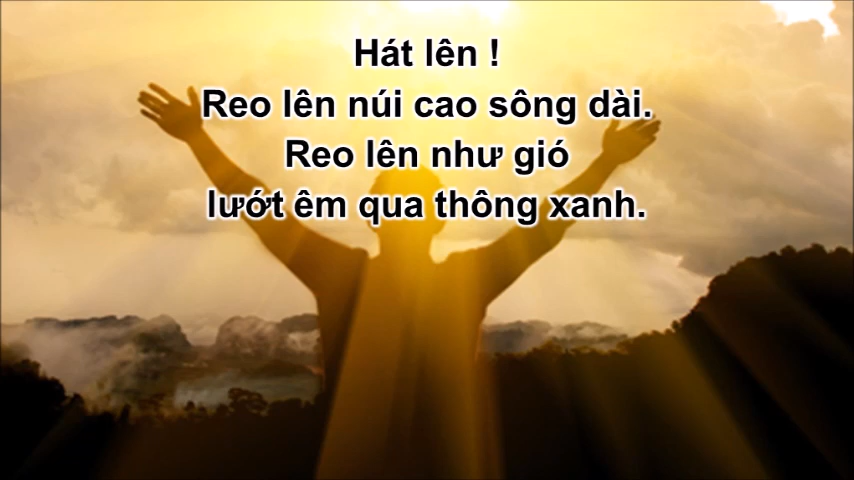 Hát lên !
Reo lên núi cao sông dài.
Reo lên như gió
lướt êm qua thông xanh.